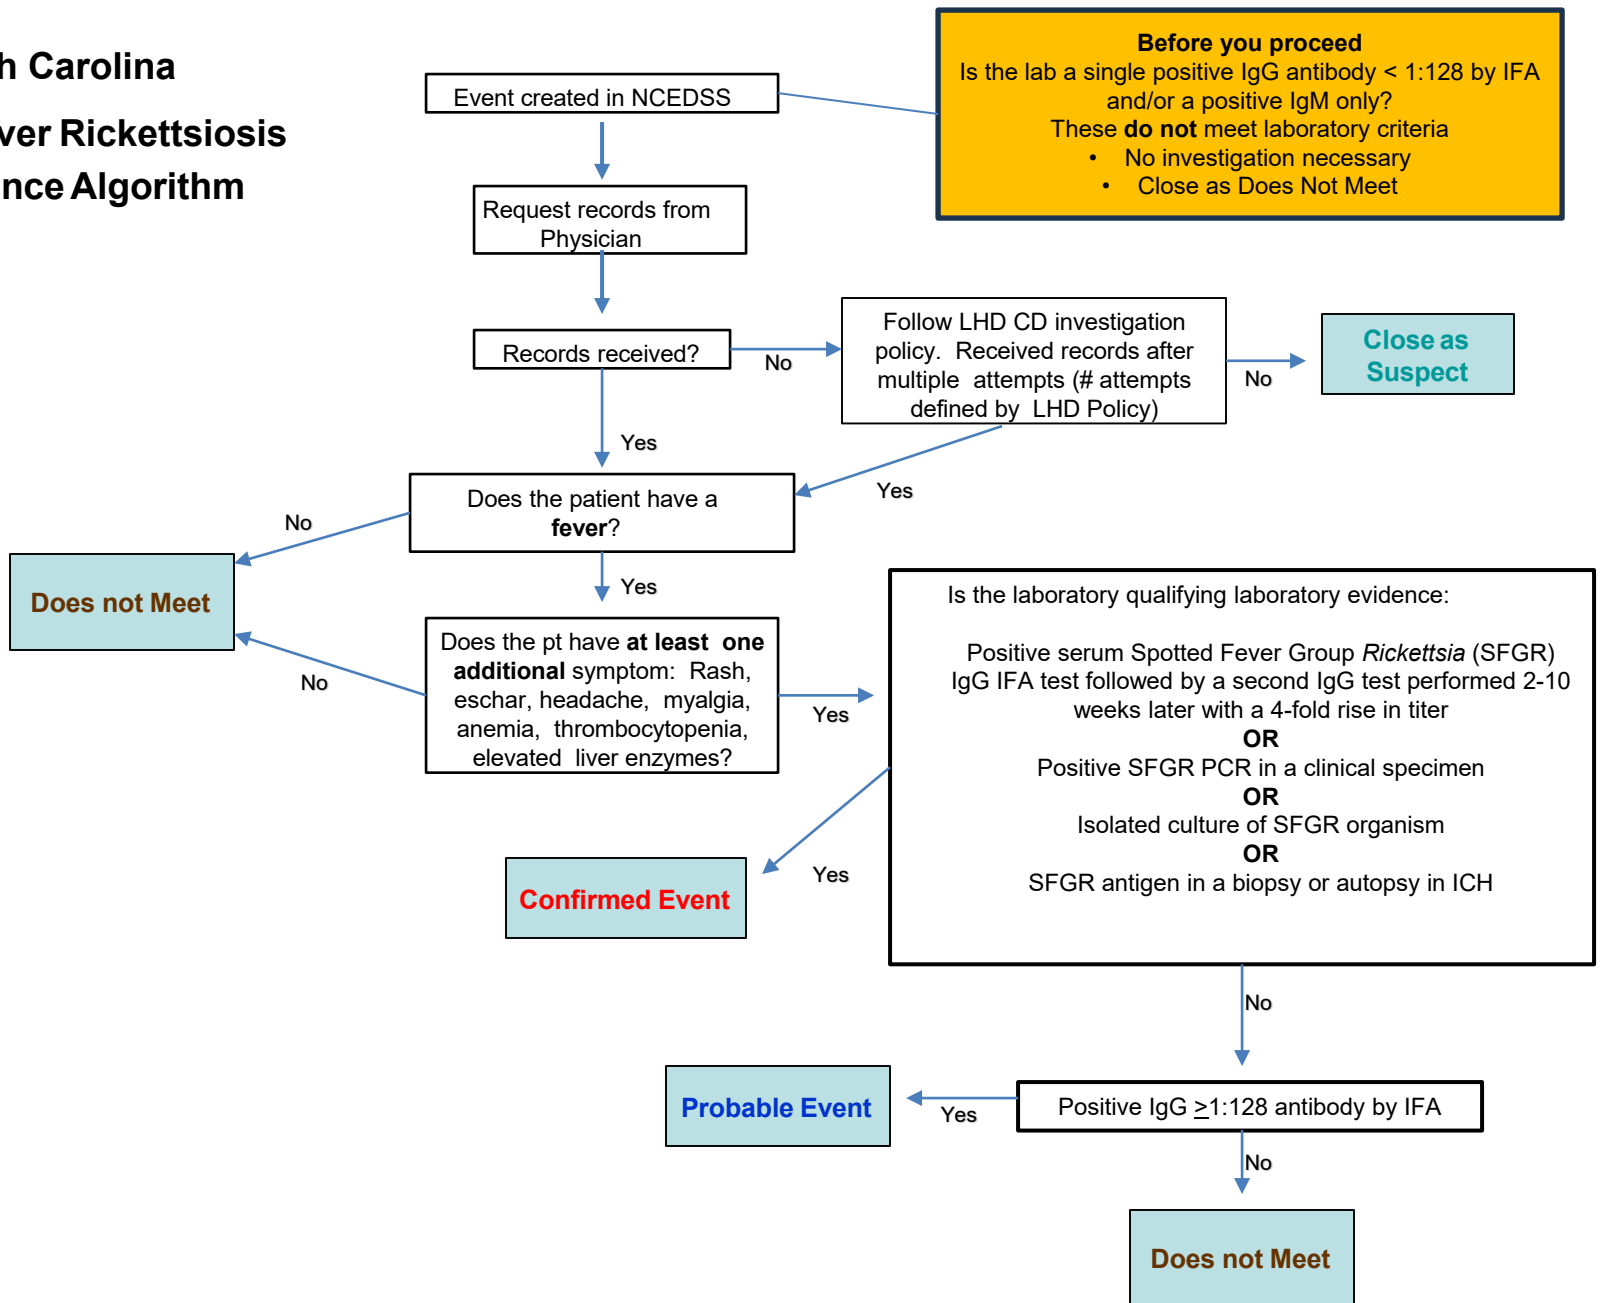 h Carolina
ver Rickettsiosis
nce Algorithm
Before you proceed
Is the lab a single positive IgG antibody < 1:128 by IFA
and/or a positive IgM only?
These do not meet laboratory criteria
• No investigation necessary
• Close as Does Not Meet
Event created in NCEDSS
Request records from
Physician
Records received?
No
Follow LHD CD investigation
policy. Received records after
multiple attempts (# attempts
defined by LHD Policy)
No
Close as
Suspect
Yes
Yes
Does the patient have a
fever?
No
Yes
Does not Meet
Does the pt have at least one
additional symptom: Rash,
eschar, headache, myalgia,
anemia, thrombocytopenia,
elevated liver enzymes?
No
Yes
Is the laboratory qualifying laboratory evidence:
Positive serum Spotted Fever Group Rickettsia (SFGR)
IgG IFA test followed by a second IgG test performed 2-10
weeks later with a 4-fold rise in titer
OR
Positive SFGR PCR in a clinical specimen
OR
Isolated culture of SFGR organism
OR
SFGR antigen in a biopsy or autopsy in ICH
Yes
Confirmed Event
No
Positive IgG ≥1:128 antibody by IFA
Yes
Probable Event
No
Does not Meet